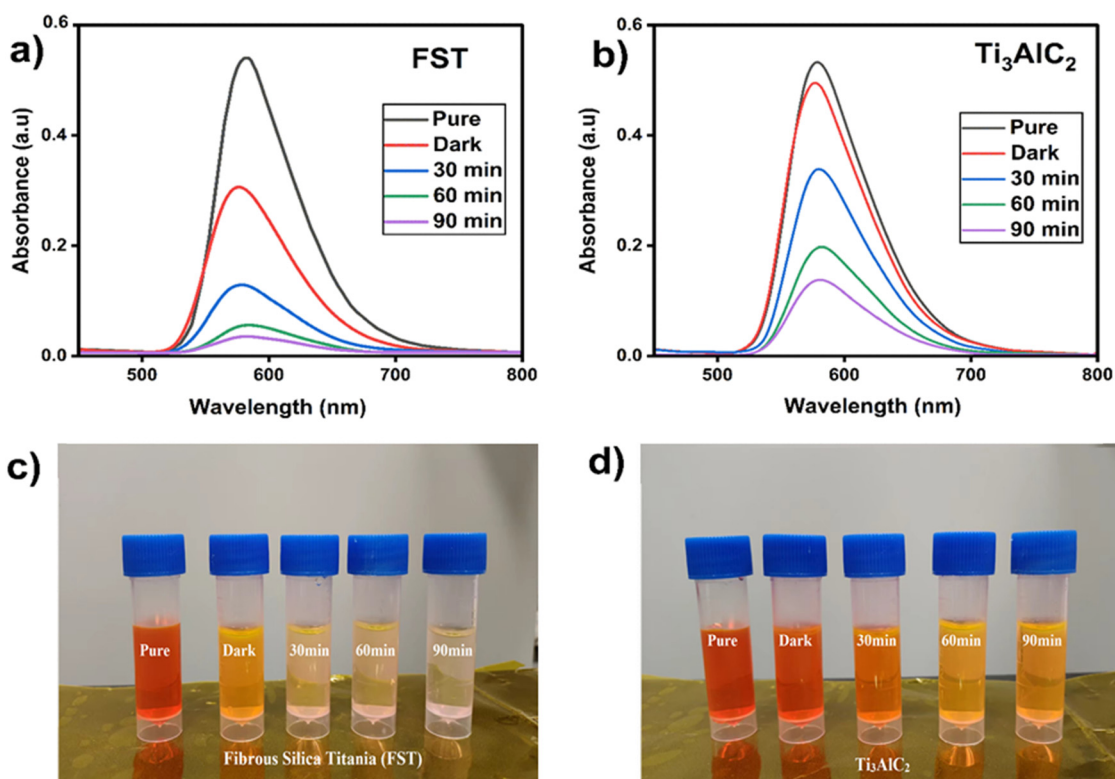 a)
FST
Pure
Dark
30 min
60 min
90 min
Absorbance (a.u)
0.6
0.4
0.2
0.0
500
600
700
800
Wavelength (nm)
b)
Ti₃AlC₂
Pure
Dark
30 min
60 min
90 min
Absorbance (a.u)
0.6
0.4
0.2
0.0
500
600
700
800
Wavelength (nm)
c)
Pure
Dark
30min
60min
90min
Fibrous Silica Titania (FST)
d)
Pure
Dark
30min
60min
90min
Ti₃AlC₂